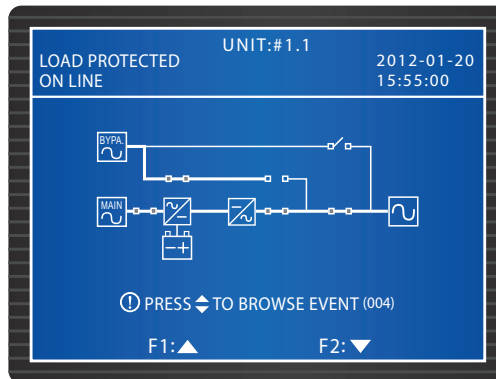 UNIT:#1.1
LOAD PROTECTED
ON LINE
2012-01-20
15:55:00
BYPA.
MAIN
PRESS TO BROWSE EVENT (004)
F1:
F2: